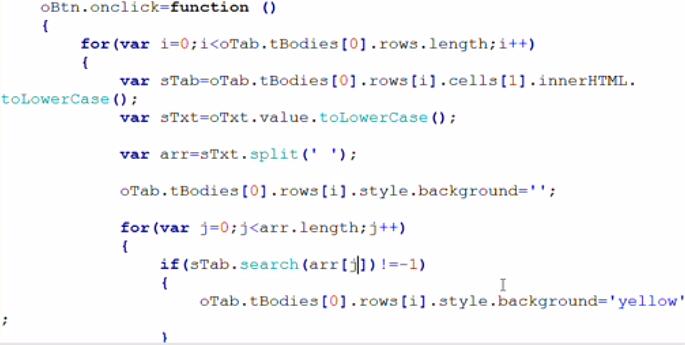 oBtn.onclick=function ()
{
for(var i=0;i<oTab.tBodies[0].rows.length;i++)
{
var sTab=oTab.tBodies[0].rows[i].cells[1].innerHTML.
toLowerCase();
var sTxt=oTxt.value.toLowerCase();
var arr=sTxt.split(' ');
oTab.tBodies[0].rows[i].style.background='';
for(var j=0;j<arr.length;j++)
{
if(sTab.search(arr[j])!=-1)
{
oTab.tBodies[0].rows[i].style.background='yellow'
;
}